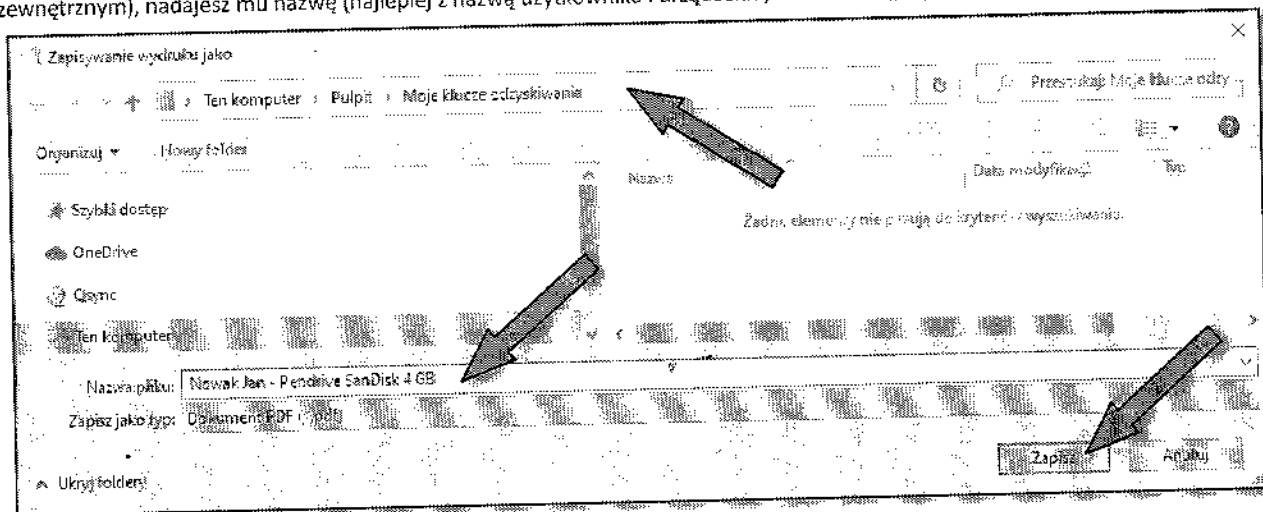 zewnętrznym), nadajesz mu nazwę (najlepiej z nazwą użytkownika i
Zapisywanie wydruku jako
Ten komputer › Pulpit › Moje klucze odzyskiwania
Przeszukaj: Moje klucze odzy...
Organizuj
Nowy folder
Nazwa
Data modyfikacji
Typ
Żadne elementy nie pasują do kryteriów wyszukiwania.
Szybki dostęp
OneDrive
Qsync
Ten komputer
Nazwa pliku: Nowak Jan - Pendrive SanDisk 4 GB
Zapisz jako typ: Dokument PDF (*.pdf)
Zapisz
Anuluj
Ukryj foldery